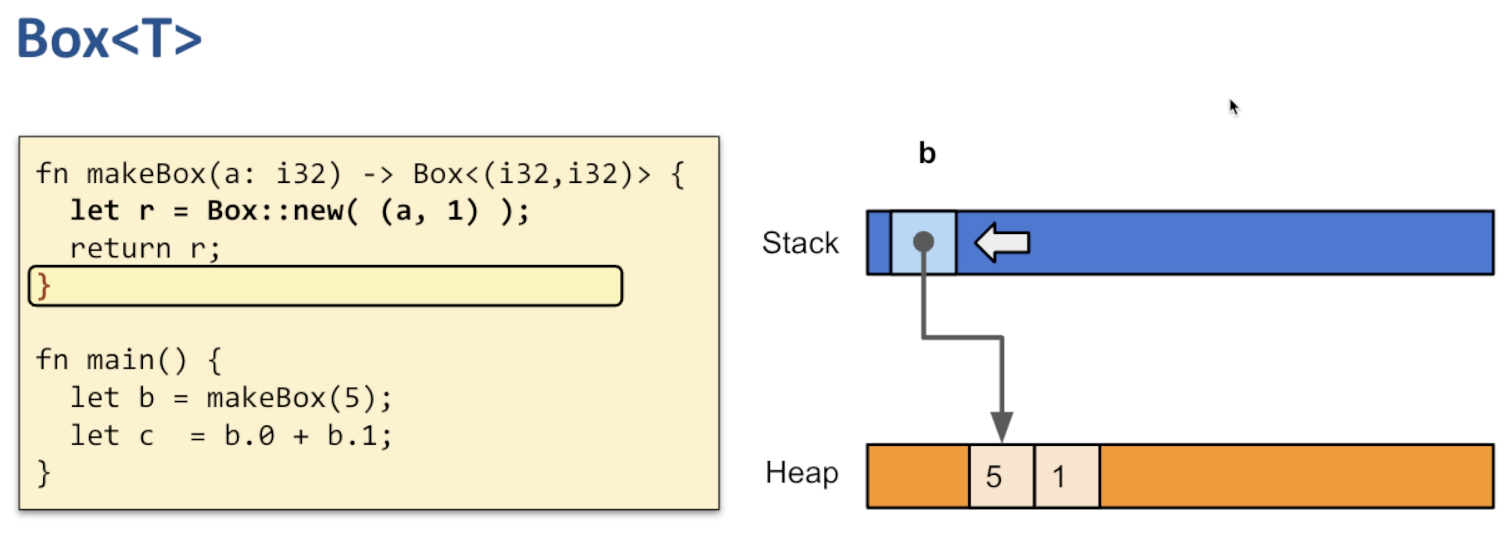 Box<T>
fn makeBox(a: i32) -> Box<(i32,i32)> {
  let r = Box::new( (a, 1) );
  return r;
}
fn main() {
  let b = makeBox(5);
  let c  = b.0 + b.1;
}
b
Stack
Heap
5 1